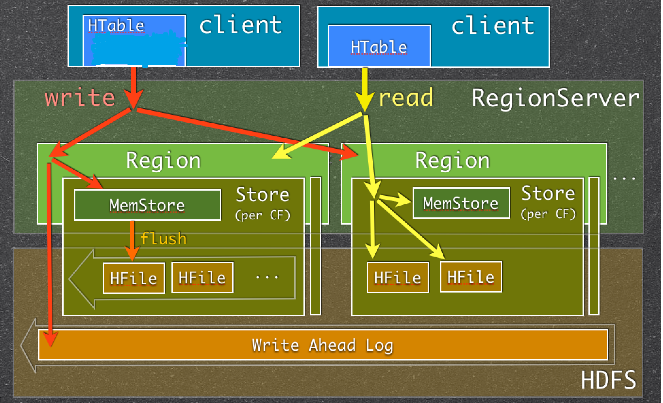 HTable
client
HTable
client
write
read
RegionServer
Region
Region
...
MemStore
Store
(per CF)
MemStore
Store
(per CF)
flush
HFile
HFile
...
HFile
HFile
Write Ahead Log
HDFS